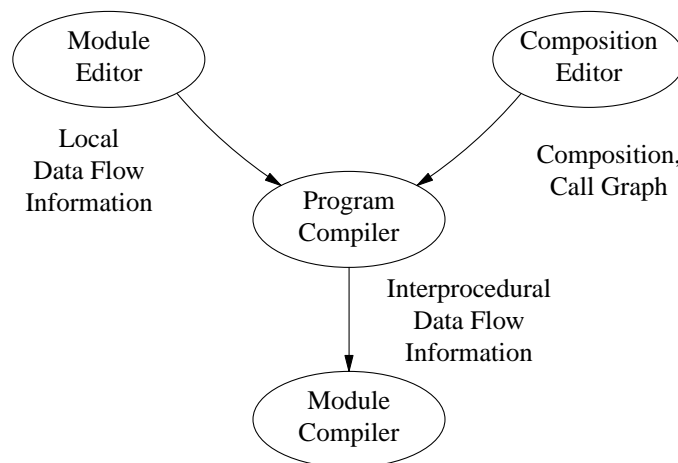 Module
Editor
Composition
Editor
Local
Data Flow
Information
Composition,
Call Graph
Program
Compiler
Interprocedural
Data Flow
Information
Module
Compiler